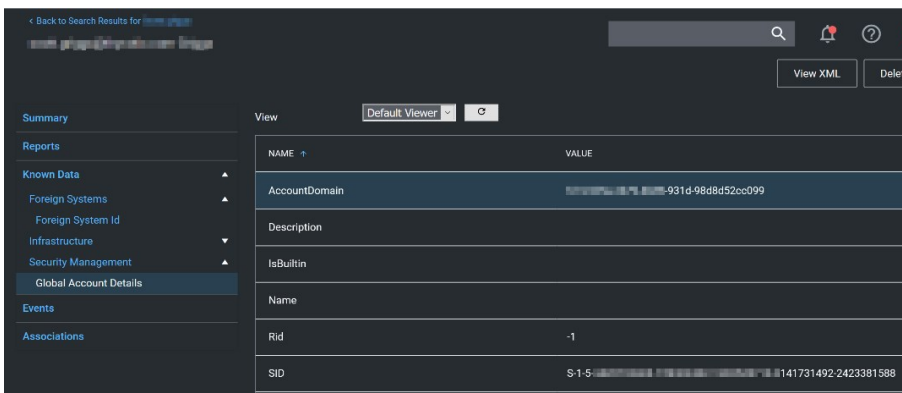 < Back to Search Results for
View XML
Dele
Summary
Reports
Known Data
Foreign Systems
Foreign System Id
Infrastructure
Security Management
Global Account Details
Events
Associations
View Default Viewer
NAME ↑ VALUE
AccountDomain -931d-98d8d52cc099
Description
IsBuiltin
Name
Rid -1
SID S-1-5- 141731492-2423381588